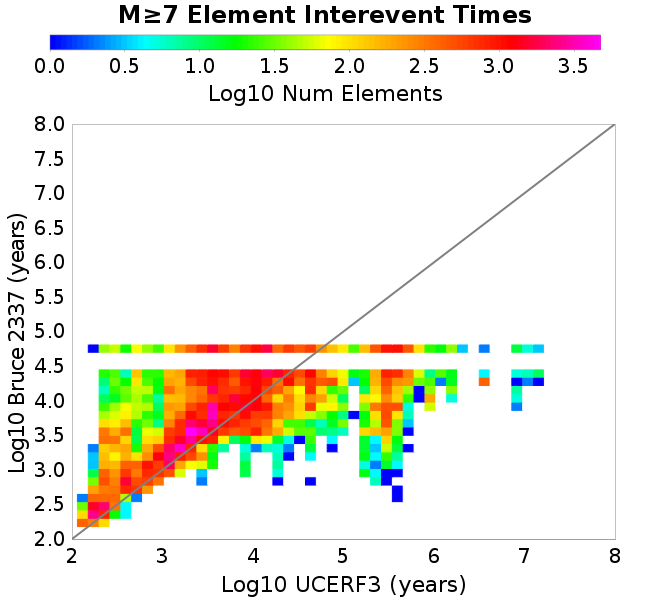 M≥7 Element Interevent Times
0.0 0.5 1.0 1.5 2.0 2.5 3.0 3.5
Log10 Num Elements
8.0
7.5
7.0
6.5
6.0
5.5
5.0
4.5
4.0
3.5
3.0
2.5
2.0
Log10 Bruce 2337 (years)
2 3 4 5 6 7 8
Log10 UCERF3 (years)